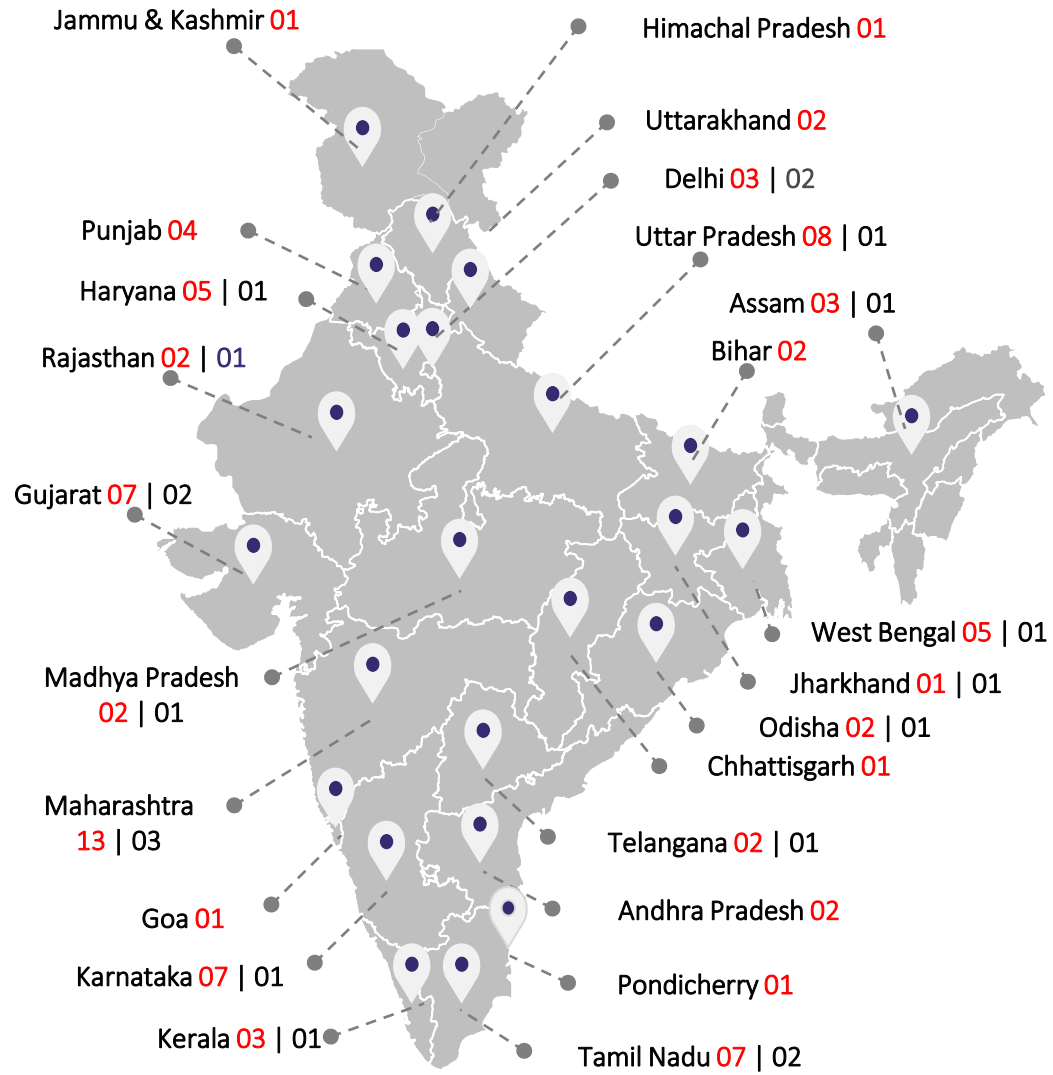 Jammu & Kashmir 01
Himachal Pradesh 01
Uttarakhand 02
Delhi 03 | 02
Punjab 04
Uttar Pradesh 08 | 01
Haryana 05 | 01
Assam 03 | 01
Rajasthan 02 | 01
Bihar 02
Gujarat 07 | 02
West Bengal 05 | 01
Madhya Pradesh
02 | 01
Jharkhand 01 | 01
Odisha 02 | 01
Chhattisgarh 01
Maharashtra
13 | 03
Telangana 02 | 01
Goa 01
Andhra Pradesh 02
Karnataka 07 | 01
Pondicherry 01
Kerala 03 | 01
Tamil Nadu 07 | 02